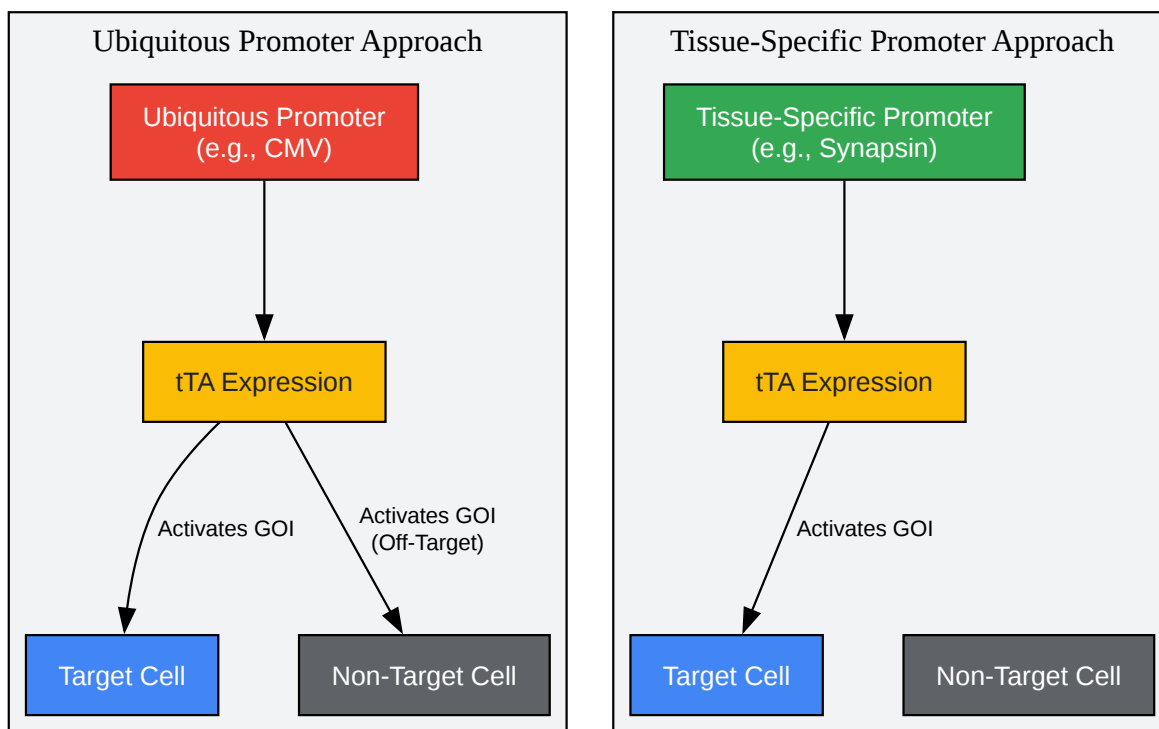 Ubiquitous Promoter Approach
Ubiquitous Promoter
(e.g., CMV)
tTA Expression
Activates GOI
Activates GOI
(Off-Target)
Target Cell
Non-Target Cell
Tissue-Specific Promoter Approach
Tissue-Specific Promoter
(e.g., Synapsin)
tTA Expression
Activates GOI
Target Cell
Non-Target Cell